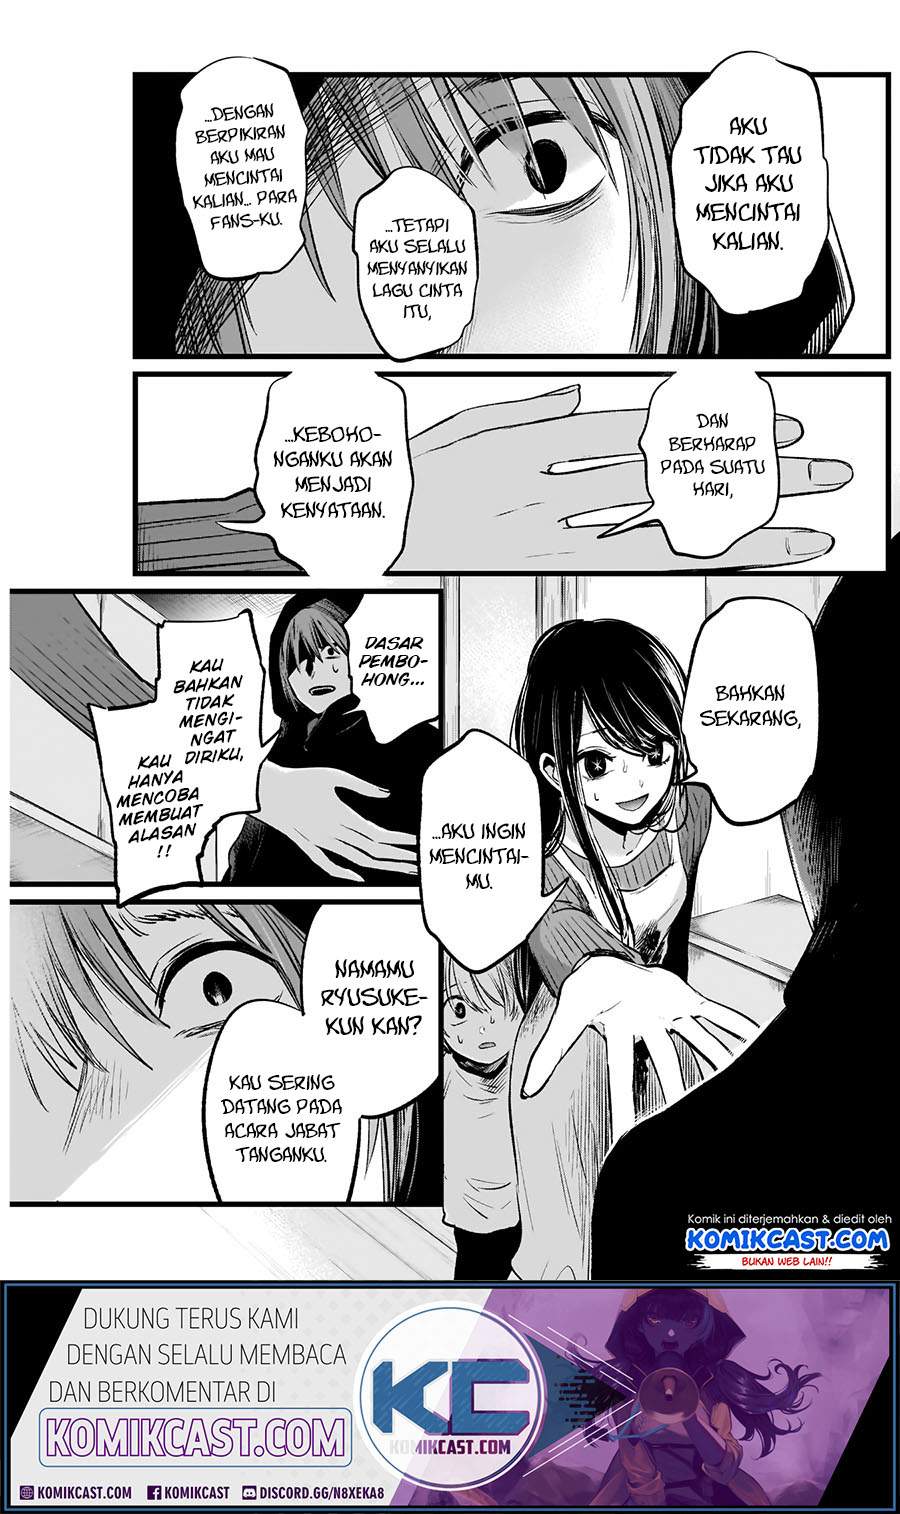 AKU
TIDAK TAU
JIKA AKU
MENCINTAI
KALIAN.
...TETAPI
AKU SELALU
MENYANYIKAN
LAGU CINTA
ITU,
...DENGAN
BERPIKIRAN
AKU MAU
MENCINTAI
KALIAN... PARA
FANS-KU.
DAN
BERHARAP
PADA SUATU
HARI,
...KEBOHO-
NGANKU AKAN
MENJADI
KENYATAAN.
BAHKAN
SEKARANG,
...AKU INGIN
MENCINTAI-
MU.
DASAR
PEMBO-
HONG...
KAU
BAHKAN
TIDAK
MENGI-
NGAT
DIRIKU,
KAU
HANYA
MENCOBA
MEMBUAT
ALASAN
!!
NAMAMU
RYUSUKE-
KUN KAN?
KAU SERING
DATANG PADA
ACARA JABAT
TANGANKU.
Komik ini diterjemahkan & diedit oleh
KOMIKCAST.COM
BUKAN WEB LAIN!!
DUKUNG TERUS KAMI
DENGAN SELALU MEMBACA
DAN BERKOMENTAR DI
KOMIKCAST.COM
KC
KOMIKCAST.COM
KOMIKCAST.COM KOMIKCAST DISCORD.GG/N8XEKA8